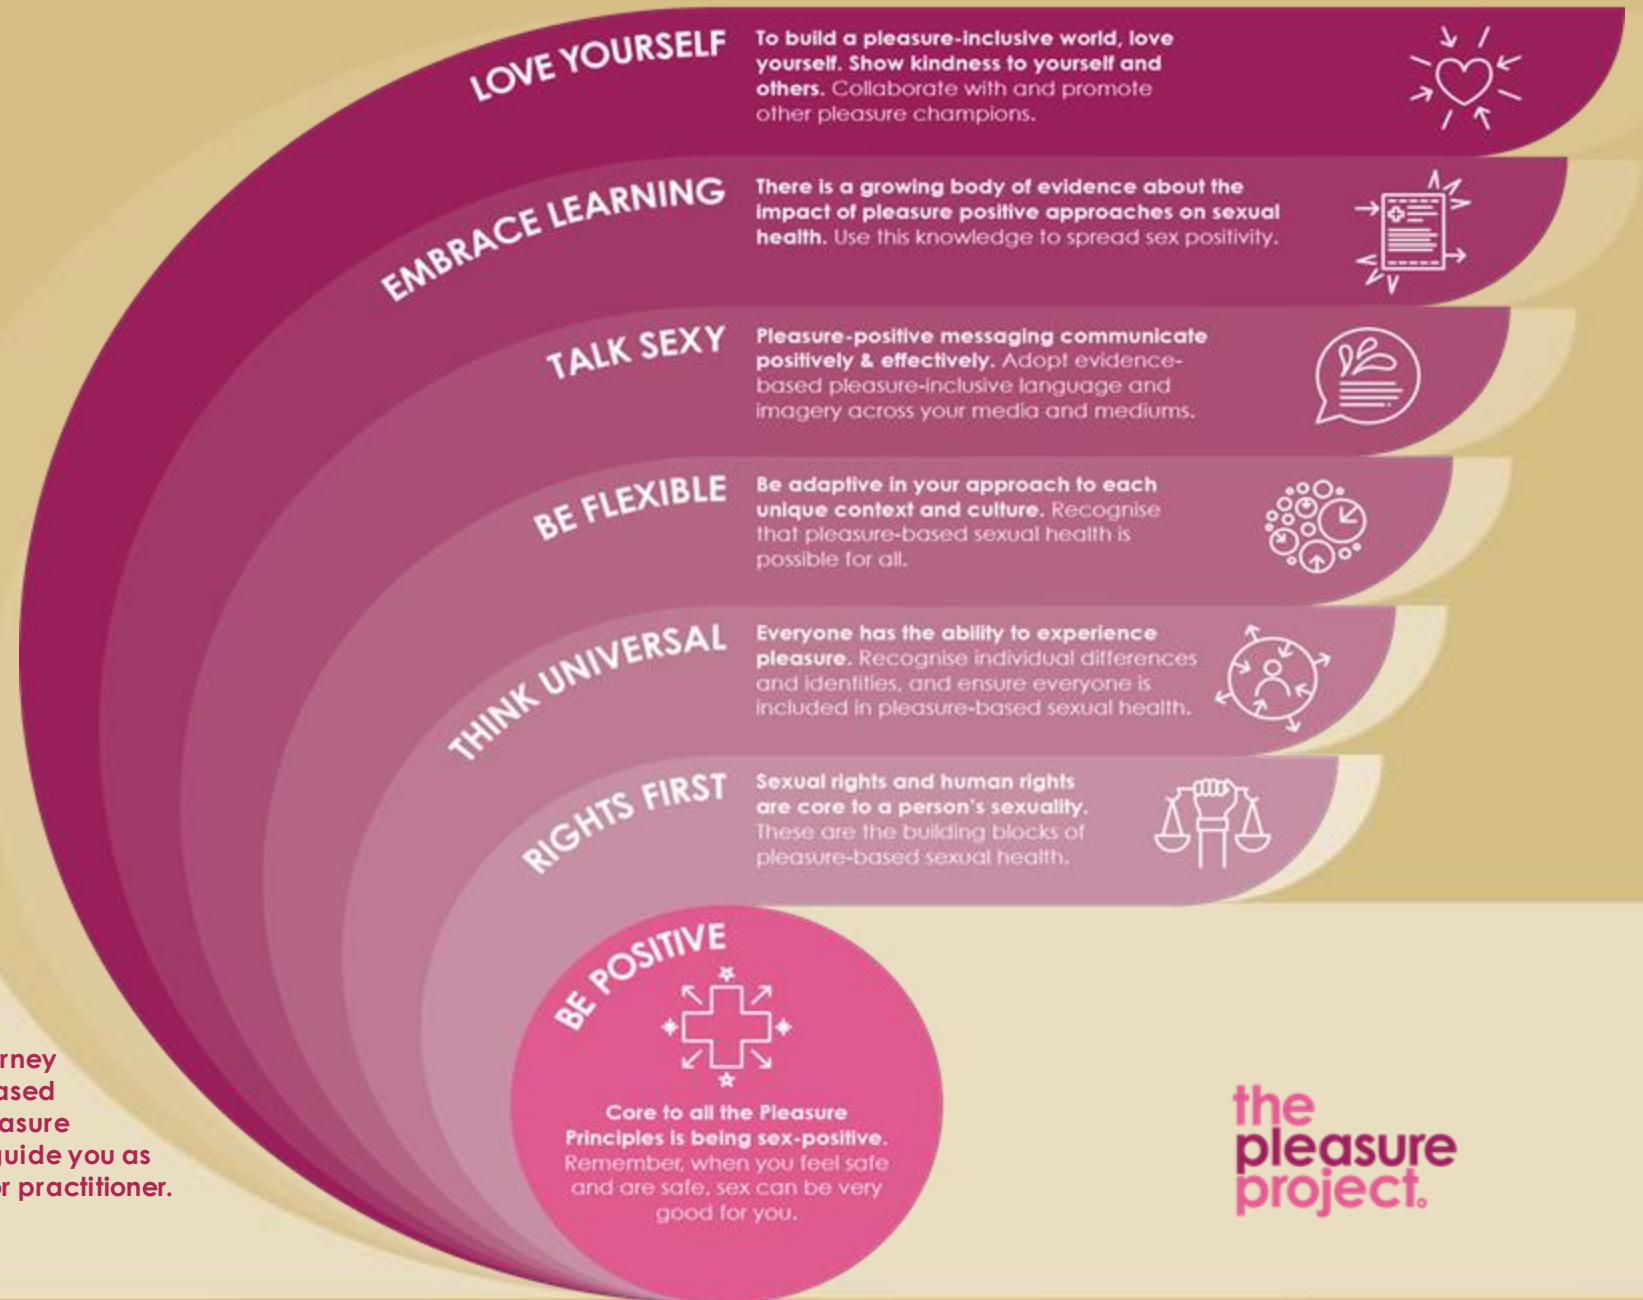 LOVE YOURSELF
To build a pleasure-inclusive world, love
yourself. Show kindness to yourself and
others. Collaborate with and promote
other pleasure champions.
EMBRACE LEARNING
There is a growing body of evidence about the
impact of pleasure positive approaches on sexual
health. Use this knowledge to spread sex positivity.
TALK SEXY
Pleasure-positive messaging communicate
positively & effectively. Adopt evidence-
based pleasure-inclusive language and
imagery across your media and mediums.
BE FLEXIBLE
Be adaptive in your approach to each
unique context and culture. Recognise
that pleasure-based sexual health is
possible for all.
THINK UNIVERSAL
Everyone has the ability to experience
pleasure. Recognise individual differences
and identities, and ensure everyone is
included in pleasure-based sexual health.
RIGHTS FIRST
Sexual rights and human rights
are core to a person's sexuality.
These are the building blocks of
pleasure-based sexual health.
BE POSITIVE
Core to all the Pleasure
Principles is being sex-positive.
Remember, when you feel safe
and are safe, sex can be very
good for you.
rney
ased
asure
guide you as
or practitioner.
the
pleasure
project.